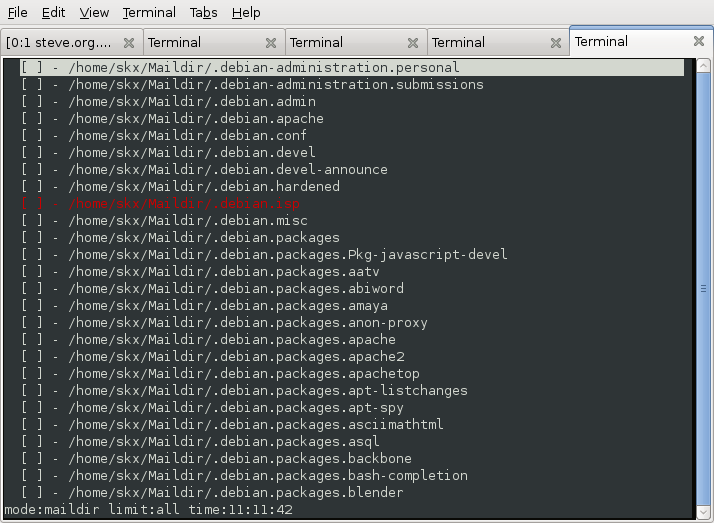 File Edit View Terminal Tabs Help
[0:1 steve.org.... Terminal Terminal Terminal Terminal
[ ] - /home/skx/Maildir/.debian-administration.personal
[ ] - /home/skx/Maildir/.debian-administration.submissions
[ ] - /home/skx/Maildir/.debian.admin
[ ] - /home/skx/Maildir/.debian.apache
[ ] - /home/skx/Maildir/.debian.conf
[ ] - /home/skx/Maildir/.debian.devel
[ ] - /home/skx/Maildir/.debian.devel-announce
[ ] - /home/skx/Maildir/.debian.hardened
[ ] - /home/skx/Maildir/.debian.isp
[ ] - /home/skx/Maildir/.debian.misc
[ ] - /home/skx/Maildir/.debian.packages
[ ] - /home/skx/Maildir/.debian.packages.Pkg-javascript-devel
[ ] - /home/skx/Maildir/.debian.packages.aatv
[ ] - /home/skx/Maildir/.debian.packages.abiword
[ ] - /home/skx/Maildir/.debian.packages.amaya
[ ] - /home/skx/Maildir/.debian.packages.anon-proxy
[ ] - /home/skx/Maildir/.debian.packages.apache
[ ] - /home/skx/Maildir/.debian.packages.apache2
[ ] - /home/skx/Maildir/.debian.packages.apachetop
[ ] - /home/skx/Maildir/.debian.packages.apt-listchanges
[ ] - /home/skx/Maildir/.debian.packages.apt-spy
[ ] - /home/skx/Maildir/.debian.packages.asciimathtml
[ ] - /home/skx/Maildir/.debian.packages.asql
[ ] - /home/skx/Maildir/.debian.packages.backbone
[ ] - /home/skx/Maildir/.debian.packages.bash-completion
[ ] - /home/skx/Maildir/.debian.packages.blender
mode:maildir limit:all time:11:11:42